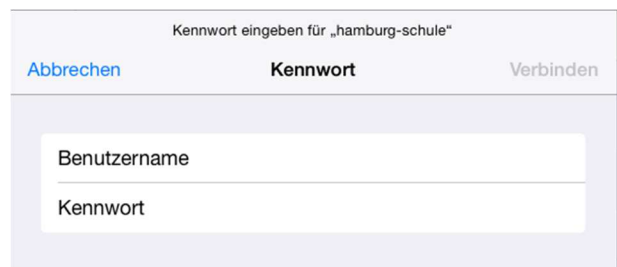 Kennwort eingeben für „hamburg-schule“
Abbrechen Kennwort Verbinden
Benutzername
Kennwort